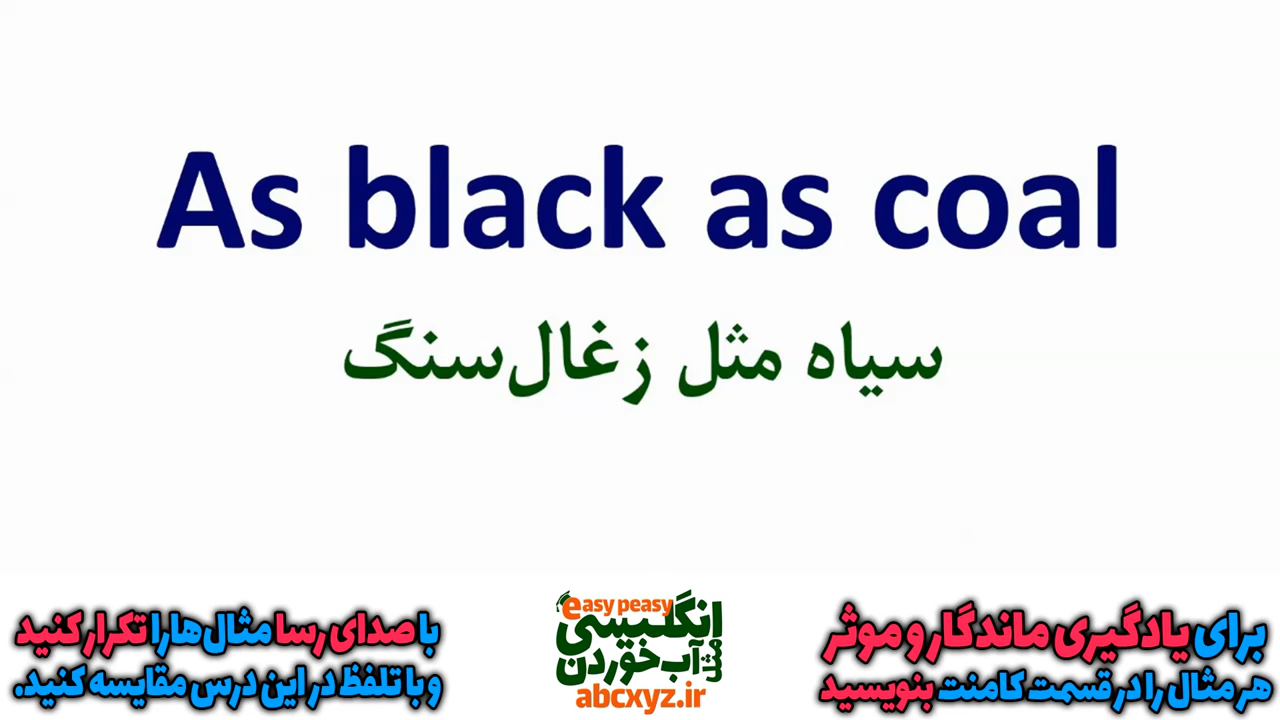 As black as coal
سیاه مثل زغال‌سنگ
برای یادگیری ماندگار و موثر
هر مثال را در قسمت کامنت بنویسید
easy peasy
انگلیسی
مثل آب خوردن
abcxyz.ir
با صدای رسا مثال‌ها را تکرار کنید
و با تلفظ در این درس مقایسه کنید.